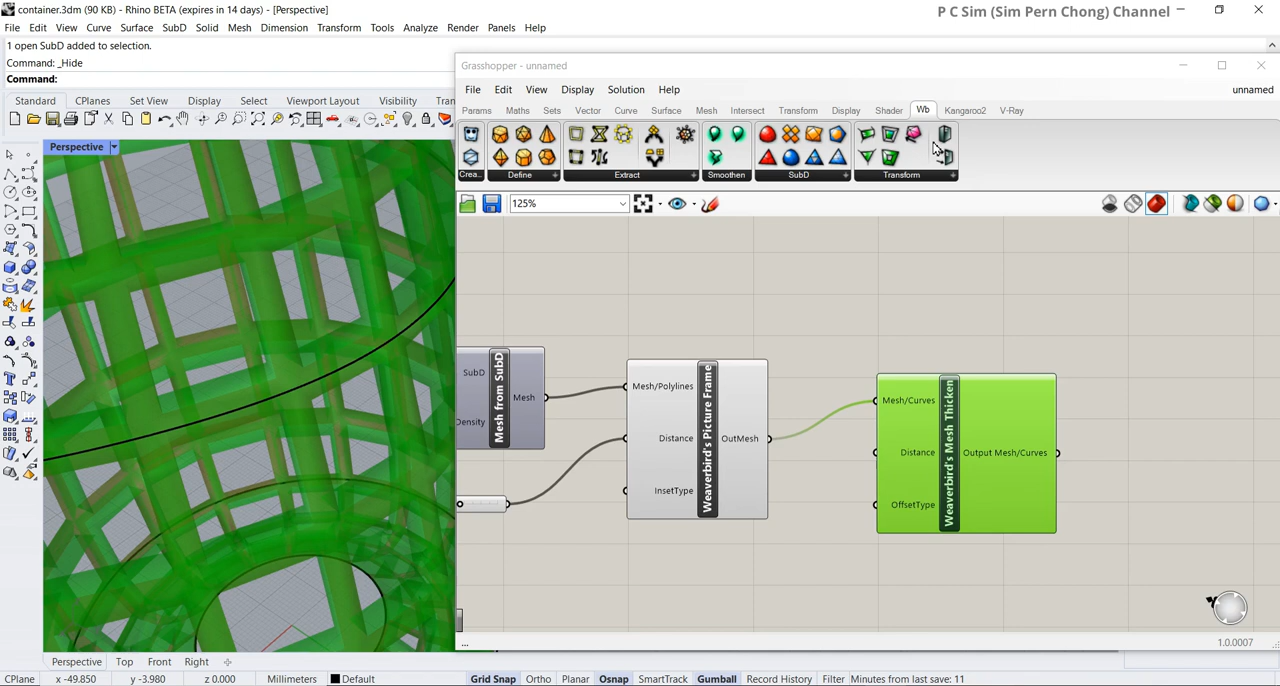 container.3dm (90 KB) - Rhino BETA (expires in 14 days) - [Perspective]
P C Sim (Sim Pern Chong) Channel
File Edit View Curve Surface SubD Solid Mesh Dimension Transform Tools Analyze Render Panels Help
1 open SubD added to selection.
Command: _Hide
Command:
Standard CPlanes Set View Display Select Viewport Layout Visibility Tran
Perspective
Grasshopper - unnamed
File Edit View Display Solution Help
unnamed
Params Maths Sets Vector Curve Surface Mesh Intersect Transform Display Shader Wb Kangaroo2 V-Ray
Crea... Define Extract Smoothen SubD Transform
125%
SubD
Density
Mesh from SubD
Mesh
Mesh/Polylines
Distance
InsetType
Weaverbird's Picture Frame
OutMesh
Mesh/Curves
Distance
OffsetType
Weaverbird's Mesh Thicken
Output Mesh/Curves
...
1.0.0007
Perspective Top Front Right
CPlane x -49.850 y -3.980 z 0.000 Millimeters Default Grid Snap Ortho Planar Osnap SmartTrack Gumball Record History Filter Minutes from last save: 11